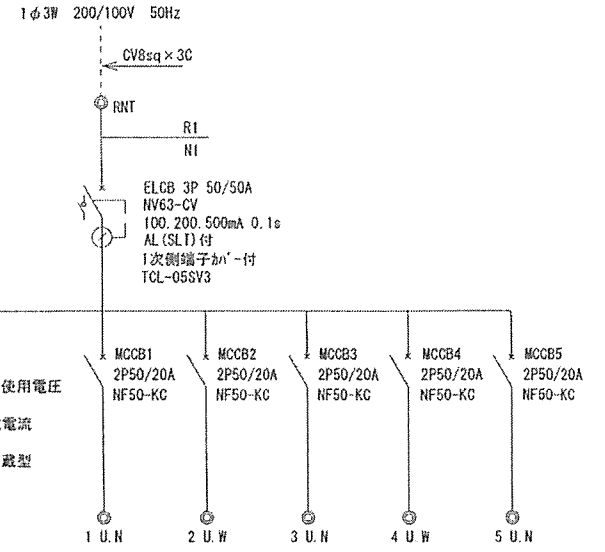 1φ3W 200/100V 50Hz
CV8sq×3C
RNT
R1
N1
ELCB 3P 50/50A
NV63-CV
100.200.500mA 0.1s
AL(SLT)付
1次側端子ｶﾊﾞｰ付
TCL-05SV3
MCCB1
2P50/20A
NF50-KC
MCCB2
2P50/20A
NF50-KC
MCCB3
2P50/20A
NF50-KC
MCCB4
2P50/20A
NF50-KC
MCCB5
2P50/20A
NF50-KC
使用電圧
電流
蔵型
1 U.N
2 U.W
3 U.N
4 U.W
5 U.N